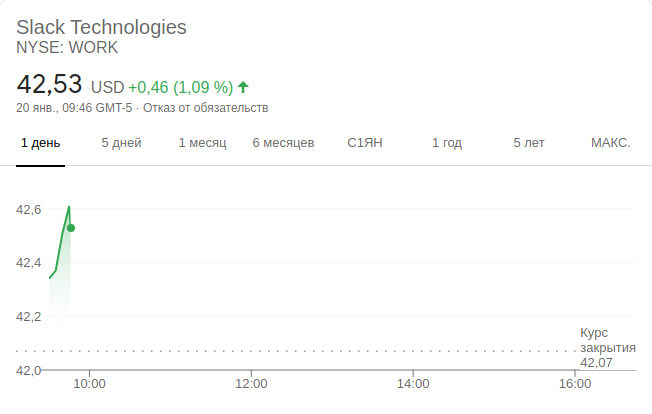 Slack Technologies
NYSE: WORK
42,53 USD +0,46 (1,09 %)
20 янв., 09:46 GMT-5 · Отказ от обязательств
1 день 5 дней 1 месяц 6 месяцев С1ЯН 1 год 5 лет МАКС.
42,6
42,4
42,2
Курс
закрытия
42,07
42,0
10:00 12:00 14:00 16:00